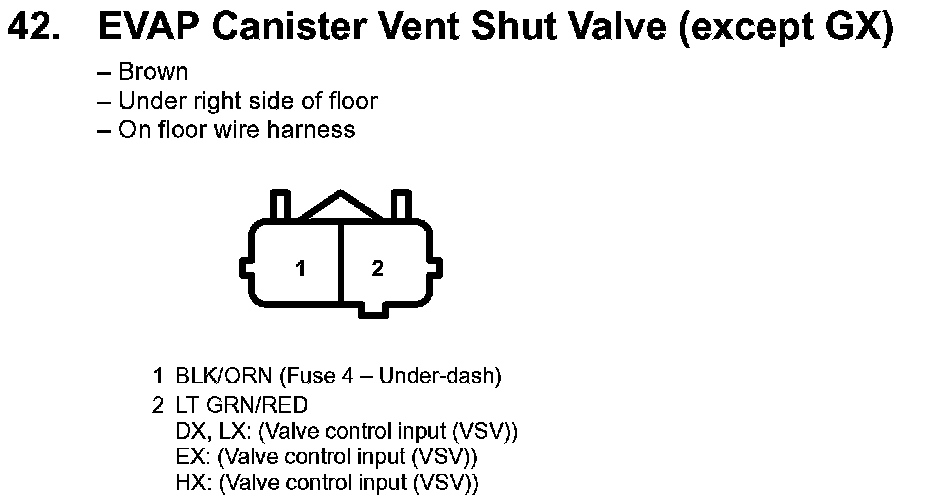 42. EVAP Canister Vent Shut Valve (except GX)
– Brown
– Under right side of floor
– On floor wire harness
1 2
1 BLK/ORN (Fuse 4 – Under-dash)
2 LT GRN/RED
DX, LX: (Valve control input (VSV))
EX: (Valve control input (VSV))
HX: (Valve control input (VSV))